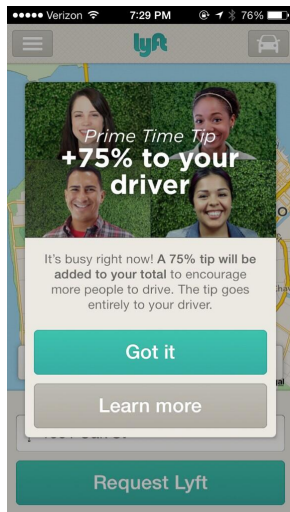 Verizon 7:29 PM 76%
lyft
Prime Time Tip
+75% to your
driver
It's busy right now! A 75% tip will be
added to your total to encourage
more people to drive. The tip goes
entirely to your driver.
Got it
Learn more
Request Lyft